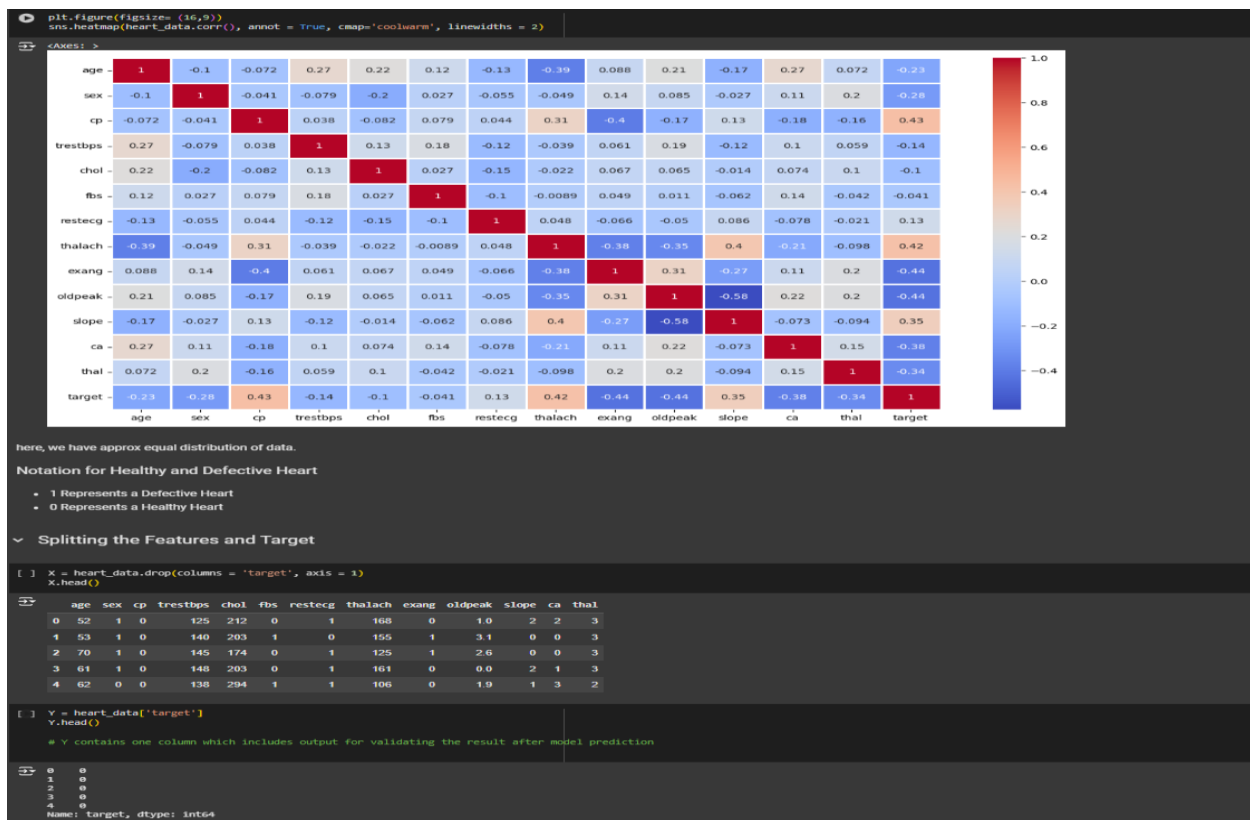 plt.figure(figsize= (16,9))
sns.heatmap(heart_data.corr(), annot = True, cmap='coolwarm', linewidths = 2)
<Axes: >
age 1 -0.1 -0.072 0.27 0.22 0.12 -0.13 -0.39 0.088 0.21 -0.17 0.27 0.072 -0.23
sex -0.1 1 -0.041 -0.079 -0.2 0.027 -0.055 -0.049 0.14 0.085 -0.027 0.11 0.2 -0.28
cp -0.072 -0.041 1 0.038 -0.082 0.079 0.044 0.31 -0.4 -0.17 0.13 -0.18 -0.16 0.43
trestbps 0.27 -0.079 0.038 1 0.13 0.18 -0.12 -0.039 0.061 0.19 -0.12 0.1 0.059 -0.14
chol 0.22 -0.2 -0.082 0.13 1 0.027 -0.15 -0.022 0.067 0.065 -0.014 0.074 0.1 -0.1
fbs 0.12 0.027 0.079 0.18 0.027 1 -0.1 -0.0089 0.049 0.011 -0.062 0.14 -0.042 -0.041
restecg -0.13 -0.055 0.044 -0.12 -0.15 -0.1 1 0.048 -0.066 -0.05 0.086 -0.078 -0.021 0.13
thalach -0.39 -0.049 0.31 -0.039 -0.022 -0.0089 0.048 1 -0.38 -0.35 0.4 -0.21 -0.098 0.42
exang 0.088 0.14 -0.4 0.061 0.067 0.049 -0.066 -0.38 1 0.31 -0.27 0.11 0.2 -0.44
oldpeak 0.21 0.085 -0.17 0.19 0.065 0.011 -0.05 -0.35 0.31 1 -0.58 0.22 0.2 -0.44
slope -0.17 -0.027 0.13 -0.12 -0.014 -0.062 0.086 0.4 -0.27 -0.58 1 -0.073 -0.094 0.35
ca 0.27 0.11 -0.18 0.1 0.074 0.14 -0.078 -0.21 0.11 0.22 -0.073 1 0.15 -0.38
thal 0.072 0.2 -0.16 0.059 0.1 -0.042 -0.021 -0.098 0.2 0.2 -0.094 0.15 1 -0.34
target -0.23 -0.28 0.43 -0.14 -0.1 -0.041 0.13 0.42 -0.44 -0.44 0.35 -0.38 -0.34 1
age sex cp trestbps chol fbs restecg thalach exang oldpeak slope ca thal target
1.0
0.8
0.6
0.4
0.2
0.0
-0.2
-0.4
here, we have approx equal distribution of data.
Notation for Healthy and Defective Heart
• 1 Represents a Defective Heart
• 0 Represents a Healthy Heart
Splitting the Features and Target
[ ] X = heart_data.drop(columns = 'target', axis = 1)
X.head()
age sex cp trestbps chol fbs restecg thalach exang oldpeak slope ca thal
0 52 1 0 125 212 0 1 168 0 1.0 2 2 3
1 53 1 0 140 203 1 0 155 1 3.1 0 0 3
2 70 1 0 145 174 0 1 125 1 2.6 0 0 3
3 61 1 0 148 203 0 1 161 0 0.0 2 1 3
4 62 0 0 138 294 1 1 106 0 1.9 1 3 2
[ ] Y = heart_data['target']
Y.head()
# Y contains one column which includes output for validating the result after model prediction
0 0
1 0
2 0
3 0
4 0
Name: target, dtype: int64